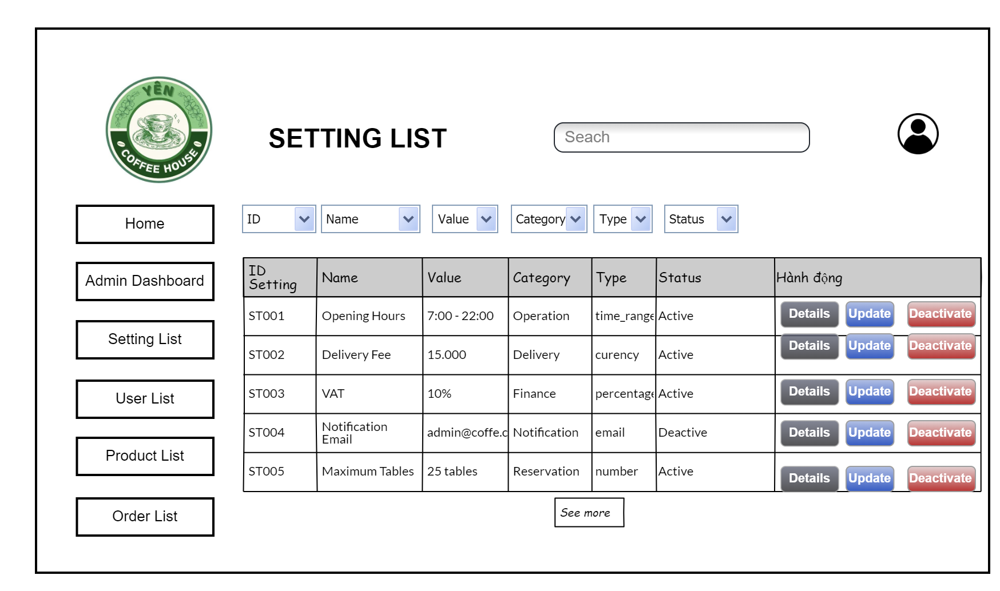 YÊN
COFFEE HOUSE
SETTING LIST
Seach
Home
Admin Dashboard
Setting List
User List
Product List
Order List
ID
Name
Value
Category
Type
Status
ID Setting
Name
Value
Category
Type
Status
Hành động
ST001
Opening Hours
7:00 - 22:00
Operation
time_range
Active
Details
Update
Deactivate
ST002
Delivery Fee
15.000
Delivery
curency
Active
Details
Update
Deactivate
ST003
VAT
10%
Finance
percentage
Active
Details
Update
Deactivate
ST004
Notification
Email
admin@coffe.c
Notification
email
Deactive
Details
Update
Deactivate
ST005
Maximum Tables
25 tables
Reservation
number
Active
Details
Update
Deactivate
See more